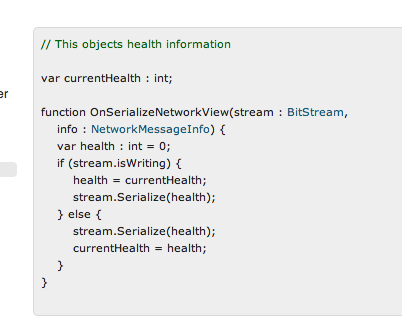 // This objects health information
var currentHealth : int;
er
function OnSerializeNetworkView(stream : BitStream,
info : NetworkMessageInfo) {
var health : int = 0;
if (stream.isWriting) {
health = currentHealth;
stream.Serialize(health);
} else {
stream.Serialize(health);
currentHealth = health;
}
}